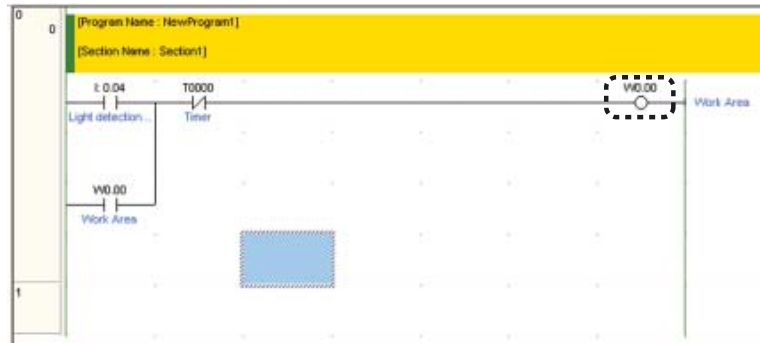 0
0
[Program Name : NewProgram1]
[Section Name : Section1]
I: 0.04
T0000
W0.00
Light detection...
Timer
Work Area
W0.00
Work Area
1